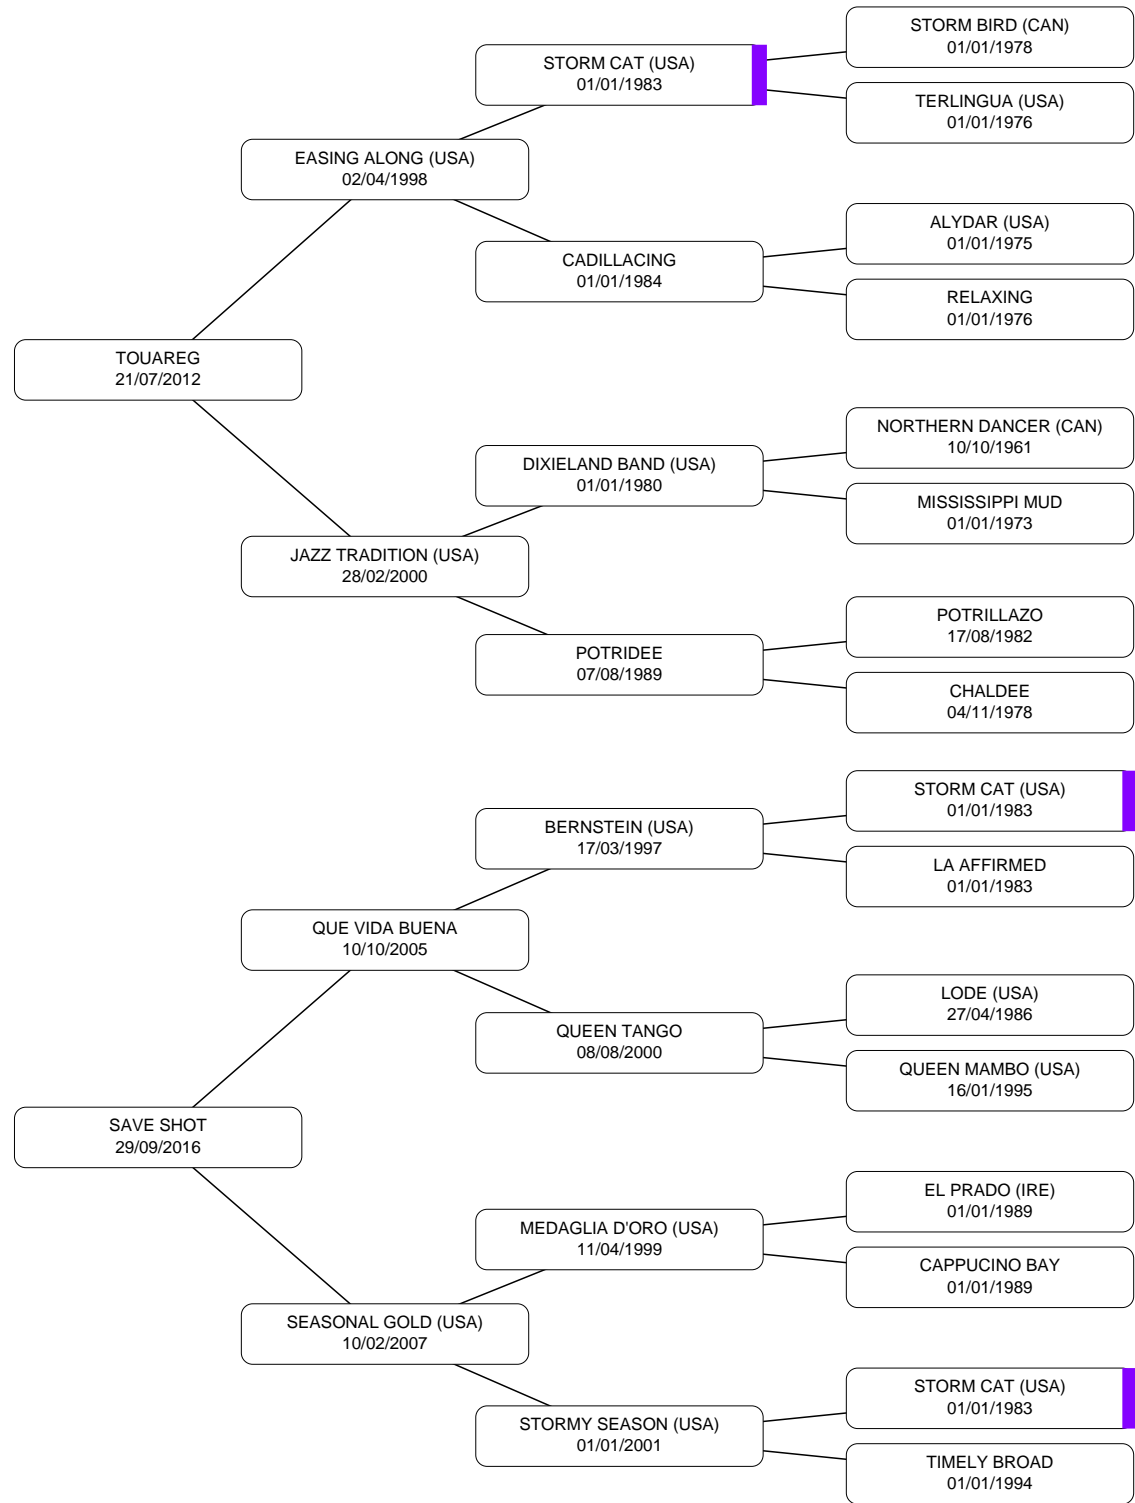 STORM BIRD (CAN)
01/01/1978
STORM CAT (USA)
01/01/1983
TERLINGUA (USA)
01/01/1976
EASING ALONG (USA)
02/04/1998
ALYDAR (USA)
01/01/1975
CADILLACING
01/01/1984
RELAXING
01/01/1976
TOUAREG
21/07/2012
NORTHERN DANCER (CAN)
10/10/1961
DIXIELAND BAND (USA)
01/01/1980
MISSISSIPPI MUD
01/01/1973
JAZZ TRADITION (USA)
28/02/2000
POTRILLAZO
17/08/1982
POTRIDEE
07/08/1989
CHALDEE
04/11/1978
STORM CAT (USA)
01/01/1983
BERNSTEIN (USA)
17/03/1997
LA AFFIRMED
01/01/1983
QUE VIDA BUENA
10/10/2005
LODE (USA)
27/04/1986
QUEEN TANGO
08/08/2000
QUEEN MAMBO (USA)
16/01/1995
SAVE SHOT
29/09/2016
EL PRADO (IRE)
01/01/1989
MEDAGLIA D'ORO (USA)
11/04/1999
CAPPUCINO BAY
01/01/1989
SEASONAL GOLD (USA)
10/02/2007
STORM CAT (USA)
01/01/1983
STORMY SEASON (USA)
01/01/2001
TIMELY BROAD
01/01/1994